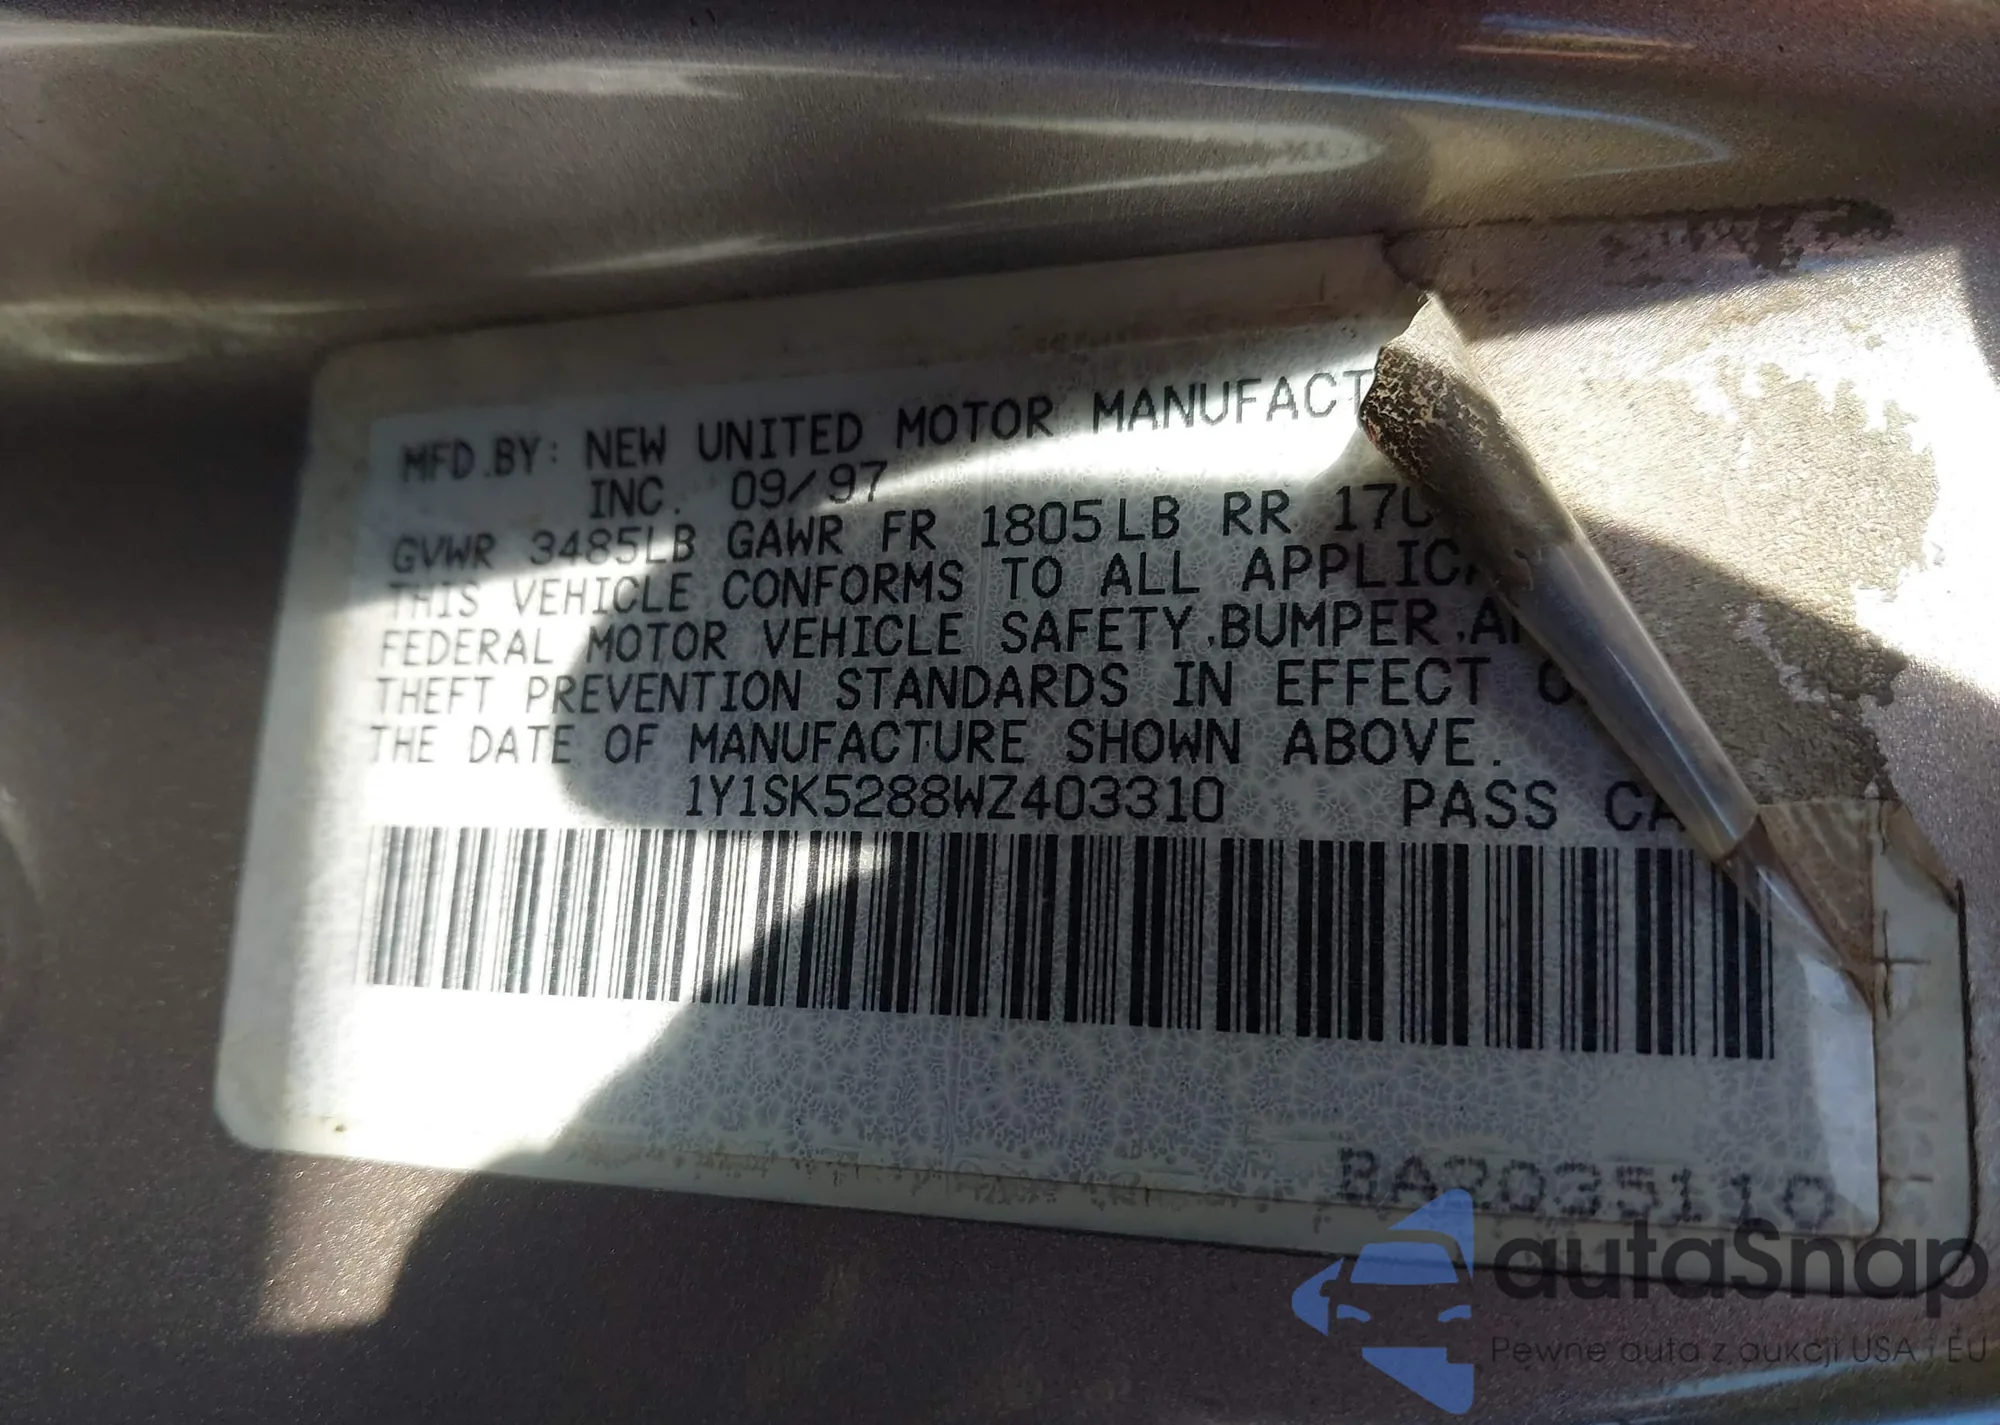 MFD.BY: NEW UNITED MOTOR MANUFACT
INC. 09/97
GVWR 3485LB GAWR FR 1805LB RR
THIS VEHICLE CONFORMS TO ALL
FEDERAL MOTOR VEHICLE SAFETY,BUMPER,
THEFT PREVENTION STANDARDS IN EFFECT
THE DATE OF MANUFACTURE SHOWN ABOVE.
1Y1SK5288WZ403310 PASS
BA2035110
autaSnap
Pewne auta z aukcji USA i EU